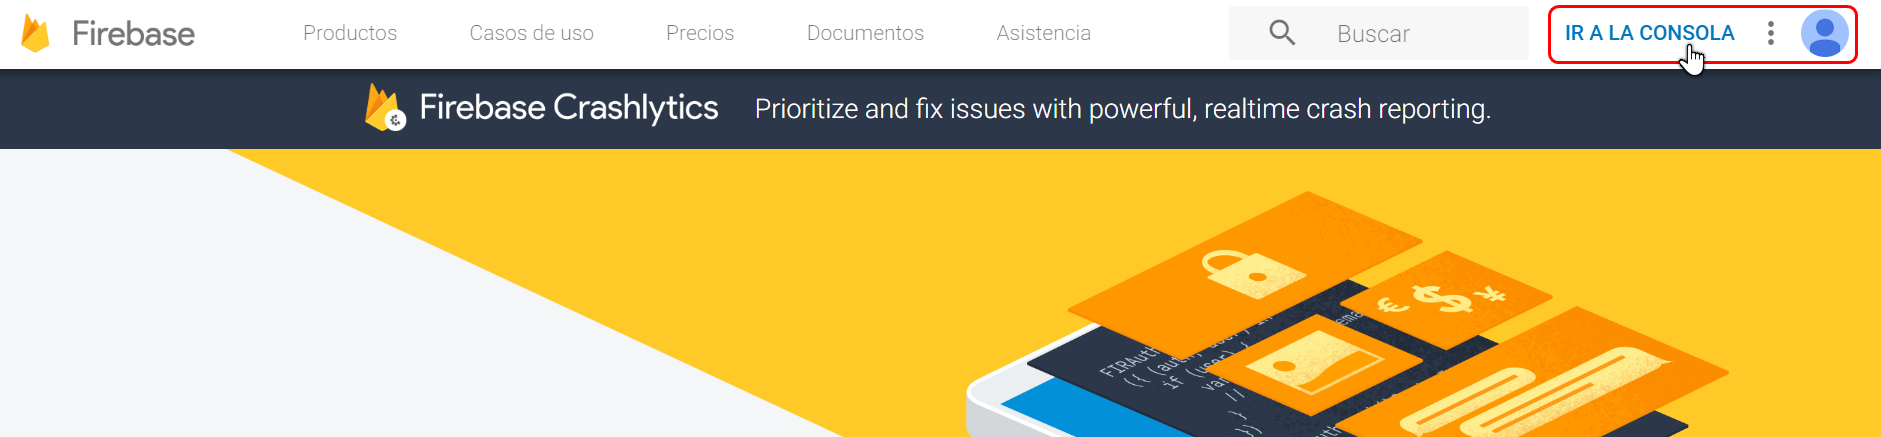 Firebase
Productos
Casos de uso
Precios
Documentos
Asistencia
Buscar
IR A LA CONSOLA
Firebase Crashlytics
Prioritize and fix issues with powerful, realtime crash reporting.
FIRAuth
if (user)
//
}
})